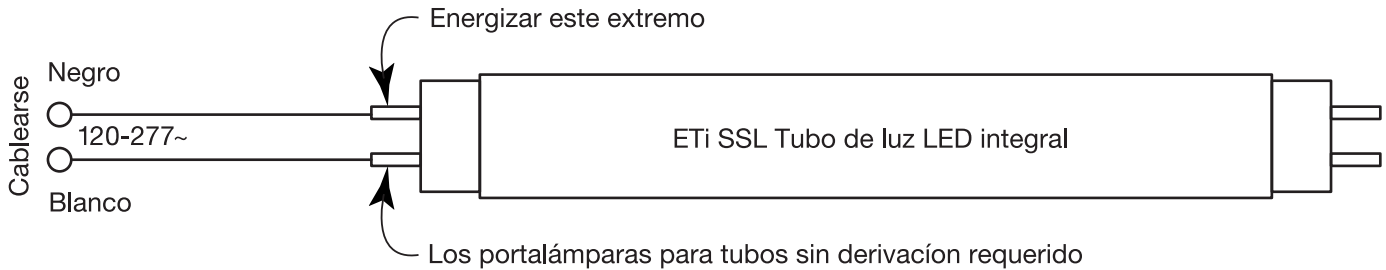 Energizar este extremo
Cablearse
Negro
120-277~
Blanco
ETi SSL Tubo de luz LED integral
Los portalámparas para tubos sin derivacíon requerido